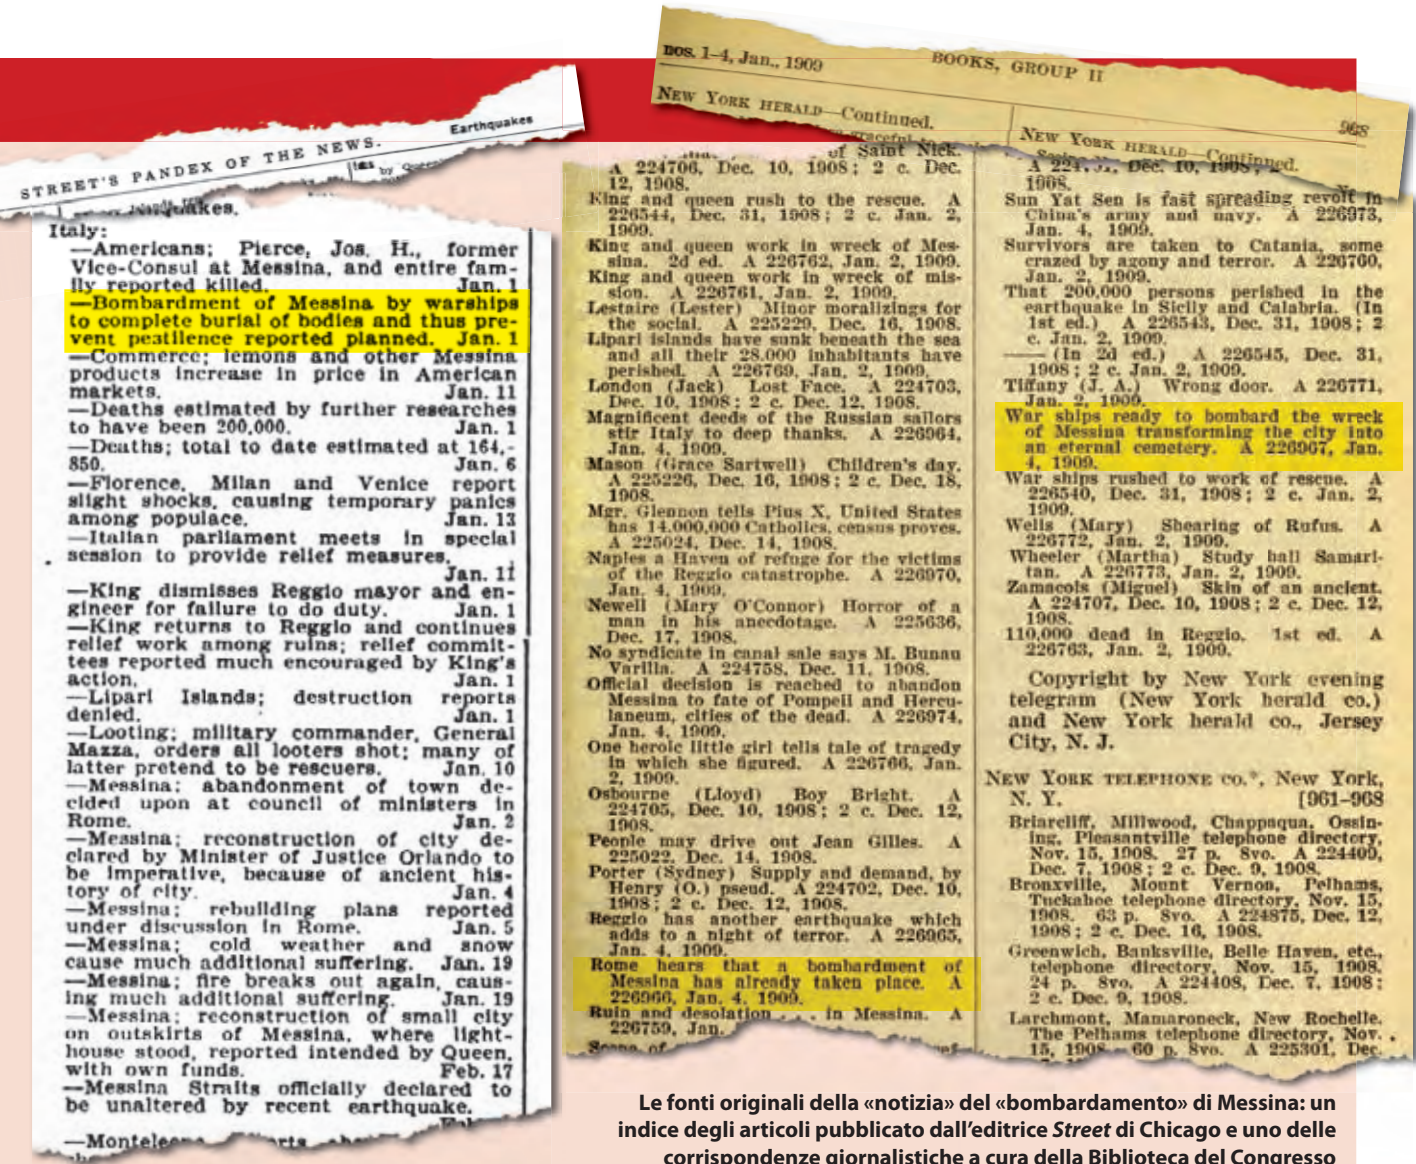 STREET'S PANDEX OF THE NEWS.
Earthquakes
Italy:
—Americans; Pierce, Jos. H., former
Vice-Consul at Messina, and entire fam-
ily reported killed. Jan. 1
—Bombardment of Messina by warships
to complete burial of bodies and thus pre-
vent pestilence reported planned. Jan. 1
—Commerce; lemons and other Messina
products increase in price in American
markets. Jan. 11
—Deaths estimated by further researches
to have been 200,000. Jan. 1
—Deaths; total to date estimated at 164,-
850. Jan. 6
—Florence, Milan and Venice report
slight shocks, causing temporary panics
among populace. Jan. 13
—Italian parliament meets in special
session to provide relief measures.
Jan. 11
—King dismisses Reggio mayor and en-
gineer for failure to do duty. Jan. 1
—King returns to Reggio and continues
relief work among ruins; relief commit-
tees reported much encouraged by King's
action. Jan. 1
—Lipari Islands; destruction reports
denied. Jan. 1
—Looting; military commander, General
Mazza, orders all looters shot; many of
latter pretend to be rescuers. Jan. 10
—Messina; abandonment of town de-
cided upon at council of ministers in
Rome. Jan. 2
—Messina; reconstruction of city de-
clared by Minister of Justice Orlando to
be imperative, because of ancient his-
tory of city. Jan. 4
—Messina; rebuilding plans reported
under discussion in Rome. Jan. 5
—Messina; cold weather and snow
cause much additional suffering. Jan. 19
—Messina; fire breaks out again, caus-
ing much additional suffering. Jan. 19
—Messina; reconstruction of small city
on outskirts of Messina, where light-
house stood, reported intended by Queen,
with own funds. Feb. 17
—Messina Straits officially declared to
be unaltered by recent earthquake.
nos. 1-4, Jan., 1909
BOOKS, GROUP II
968
NEW YORK HERALD—Continued.
of Saint Nick.
A 224706, Dec. 10, 1908; 2 c. Dec.
12, 1908.
King and queen rush to the rescue. A
226544, Dec. 31, 1908; 2 c. Jan. 2,
1909.
King and queen work in wreck of Mes-
sina. 2d ed. A 226762, Jan. 2, 1909.
King and queen work in wreck of mis-
sion. A 226761, Jan. 2, 1909.
Lestaire (Lester) Minor moralizings for
the social. A 225229, Dec. 16, 1908.
Lipari islands have sunk beneath the sea
and all their 28.000 inhabitants have
perished. A 226769, Jan. 2, 1909.
London (Jack) Lost Face. A 224703,
Dec. 10, 1908; 2 c. Dec. 12, 1908.
Magnificent deeds of the Russian sailors
stir Italy to deep thanks. A 226964,
Jan. 4, 1909.
Mason (Grace Sartwell) Children's day.
A 225226, Dec. 16, 1908; 2 c. Dec. 18,
1908.
Mgr. Glennon tells Pius X, United States
has 14,000,000 Catholics, census proves.
A 225024, Dec. 14, 1908.
Naples a Haven of refuge for the victims
of the Reggio catastrophe. A 226970,
Jan. 4, 1909.
Newell (Mary O'Connor) Horror of a
man in his anecdotage. A 225636,
Dec. 17, 1908.
No syndicate in canal sale says M. Bunau
Varilla. A 224758, Dec. 11, 1908.
Official decision is reached to abandon
Messina to fate of Pompeii and Hercu-
laneum, cities of the dead. A 226974,
Jan. 4, 1909.
One heroic little girl tells tale of tragedy
in which she figured. A 226766, Jan.
2, 1909.
Osbourne (Lloyd) Boy Bright. A
224705, Dec. 10, 1908; 2 c. Dec. 12,
1908.
People may drive out Jean Gilles. A
225022, Dec. 14, 1908.
Porter (Sydney) Supply and demand, by
Henry (O.) pseud. A 224702, Dec. 10,
1908; 2 c. Dec. 12, 1908.
Reggio has another earthquake which
adds to a night of terror. A 226965,
Jan. 4, 1909.
Rome hears that a bombardment of
Messina has already taken place. A
226966, Jan. 4, 1909.
Ruin and desolation . . . in Messina. A
226759, Jan.
NEW YORK HERALD—Continued.
Dec. 10, 1908; 2 c.
1908.
Sun Yat Sen is fast spreading revolt in
China's army and navy. A 226973,
Jan. 4, 1909.
Survivors are taken to Catania, some
crazed by agony and terror. A 226760,
Jan. 2, 1909.
That 200,000 persons perished in the
earthquake in Sicily and Calabria. (In
1st ed.) A 226543, Dec. 31, 1908; 2
c. Jan. 2, 1909.
—— (In 2d ed.) A 226545, Dec. 31,
1908; 2 c. Jan. 2, 1909.
Tiffany (J. A.) Wrong door. A 226771,
Jan. 2, 1909.
War ships ready to bombard the wreck
of Messina transforming the city into
an eternal cemetery. A 226967, Jan.
4, 1909.
War ships rushed to work of rescue. A
226540, Dec. 31, 1908; 2 c. Jan. 2,
1909.
Wells (Mary) Shearing of Rufus. A
226772, Jan. 2, 1909.
Wheeler (Martha) Study hall Samari-
tan. A 226773, Jan. 2, 1909.
Zamacois (Miguel) Skin of an ancient.
A 224707, Dec. 10, 1908; 2 c. Dec. 12,
1908.
110,000 dead in Reggio. 1st ed. A
226763, Jan. 2, 1909.
Copyright by New York evening
telegram (New York herald co.)
and New York herald co., Jersey
City, N. J.
NEW YORK TELEPHONE CO.*, New York,
N. Y. [961-968
Briarcliff, Millwood, Chappaqua, Ossin-
ing, Pleasantville telephone directory,
Nov. 15, 1908. 27 p. 8vo. A 224409,
Dec. 7, 1908; 2 c. Dec. 9, 1908.
Bronxville, Mount Vernon, Pelhams,
Tuckahoe telephone directory, Nov. 15,
1908. 63 p. 8vo. A 224875, Dec. 12,
1908; 2 c. Dec. 16, 1908.
Greenwich, Banksville, Belle Haven, etc.,
telephone directory, Nov. 15, 1908.
24 p. 8vo. A 224408, Dec. 7, 1908;
2 c. Dec. 9, 1908.
Larchmont, Mamaroneck, New Rochelle.
The Pelhams telephone directory, Nov.
15, 1908. 60 p. 8vo. A 225301, Dec.
Le fonti originali della «notizia» del «bombardamento» di Messina: un
indice degli articoli pubblicato dall'editrice Street di Chicago e uno delle
corrispondenze giornalistiche a cura della Biblioteca del Congresso